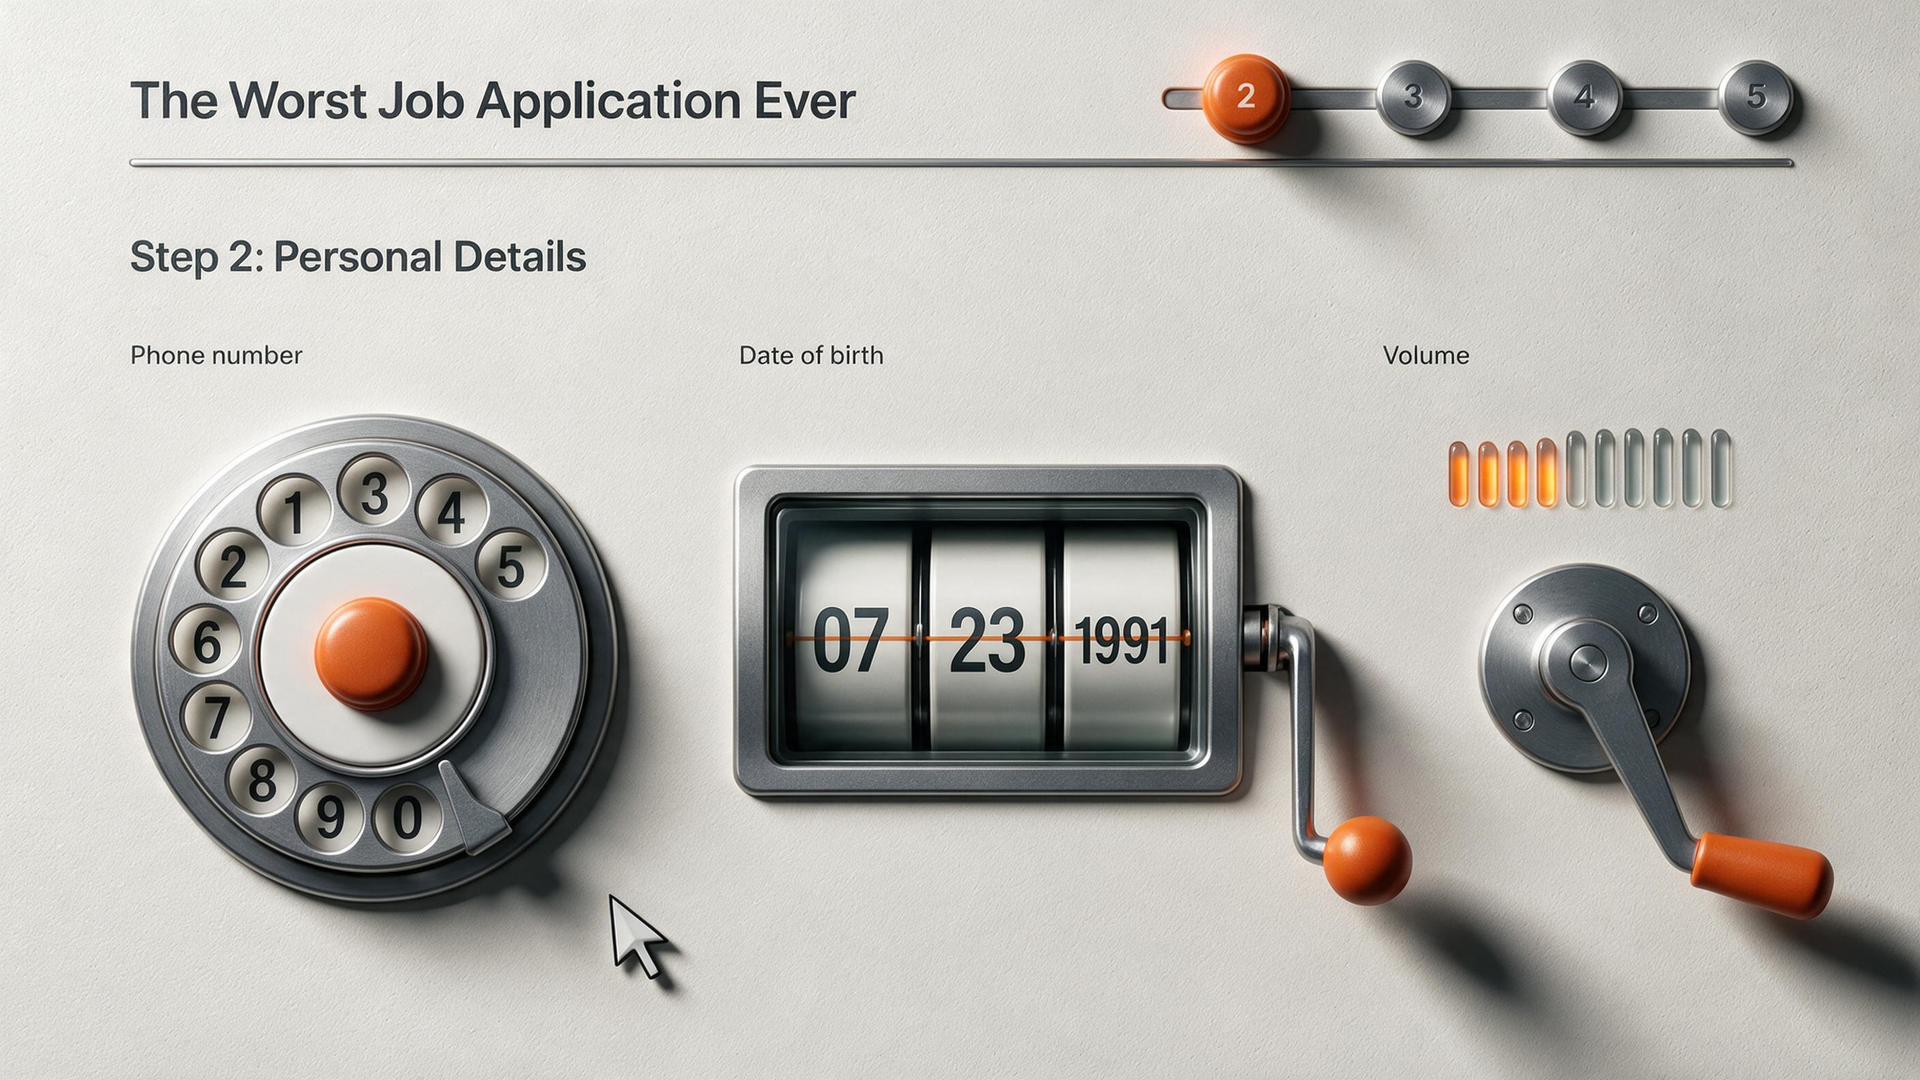 The Worst Job Application Ever
2 3 4 5
Step 2: Personal Details
Phone number
Date of birth
Volume
1
3
4
2
5
6
7
8
9
0
07 23 1991